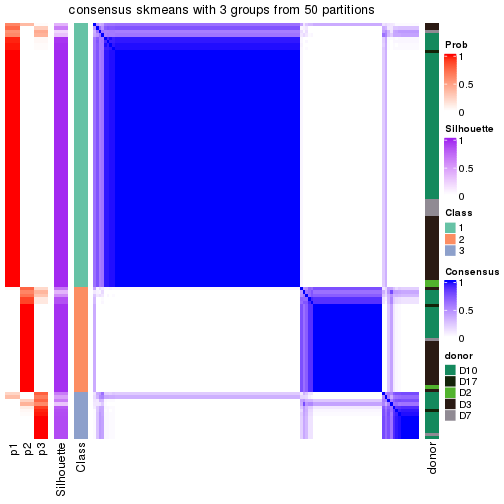 consensus skmeans with 3 groups from 50 partitions
Prob
1
0.5
0
Silhouette
1
0.5
0
Class
1
2
3
Consensus
1
0.5
0
donor
D10
D17
D2
D3
D7
p1
p2
p3
Silhouette
Class
donor